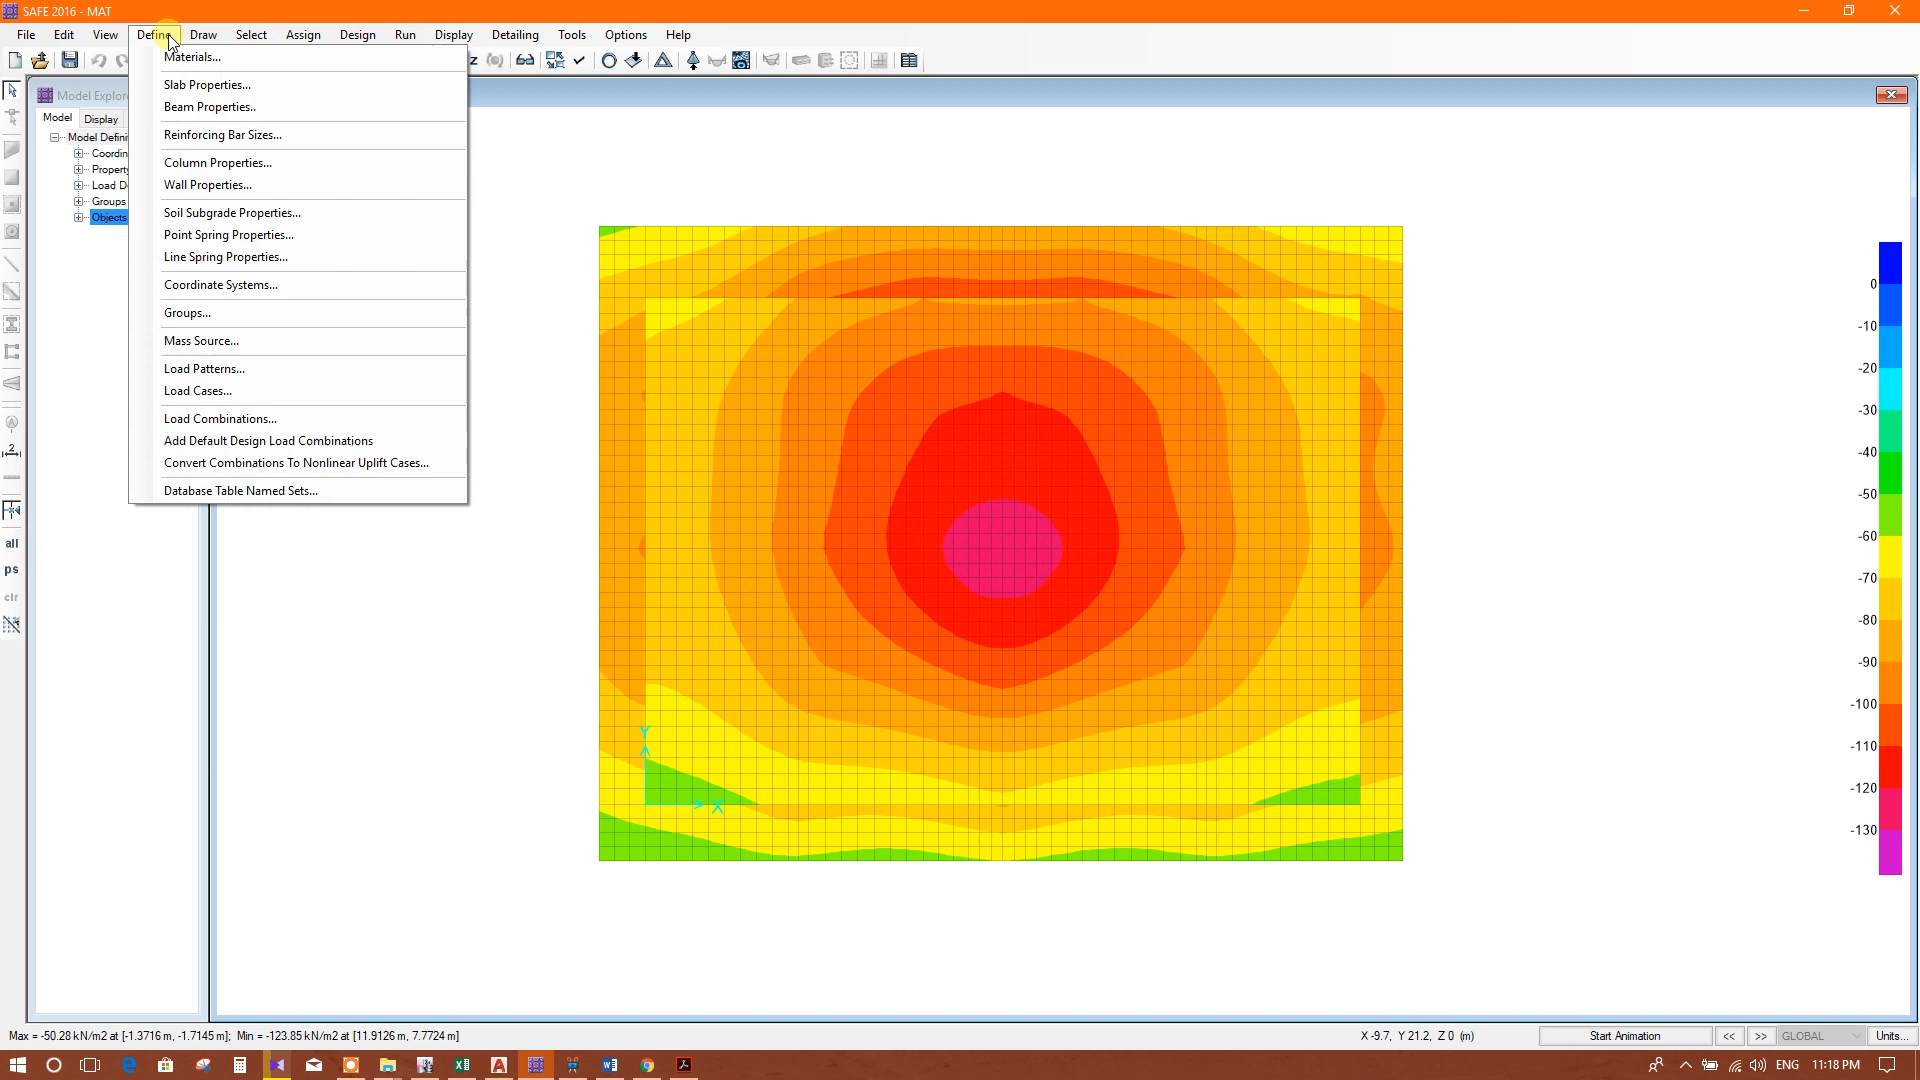 SAFE 2016 - MAT
File Edit View Define Draw Select Assign Design Run Display Detailing Tools Options Help
Materials...
Slab Properties...
Beam Properties..
Reinforcing Bar Sizes...
Column Properties...
Wall Properties...
Soil Subgrade Properties...
Point Spring Properties...
Line Spring Properties...
Coordinate Systems...
Groups...
Mass Source...
Load Patterns...
Load Cases...
Load Combinations...
Add Default Design Load Combinations
Convert Combinations To Nonlinear Uplift Cases...
Database Table Named Sets...
Model Explor
Model Display
Model Defini
Coordin
Property
Load D
Groups
Objects
all
ps
clr
Y
X
0
-10
-20
-30
-40
-50
-60
-70
-80
-90
-100
-110
-120
-130
Max = -50.28 kN/m2 at [-1.3716 m, -1.7145 m]; Min = -123.85 kN/m2 at [11.9126 m, 7.7724 m]
X -9.7, Y 21.2, Z 0 (m)
Start Animation << >> GLOBAL Units...
ENG 11:18 PM